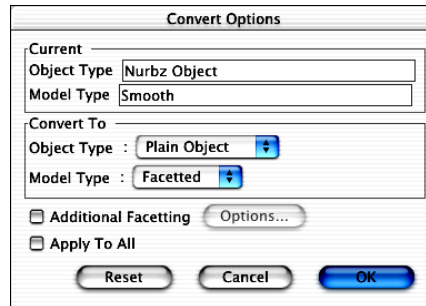 Convert Options
Current
Object Type Nurbz Object
Model Type Smooth
Convert To
Object Type : Plain Object
Model Type : Facetted
Additional Facetting Options...
Apply To All
Reset Cancel OK